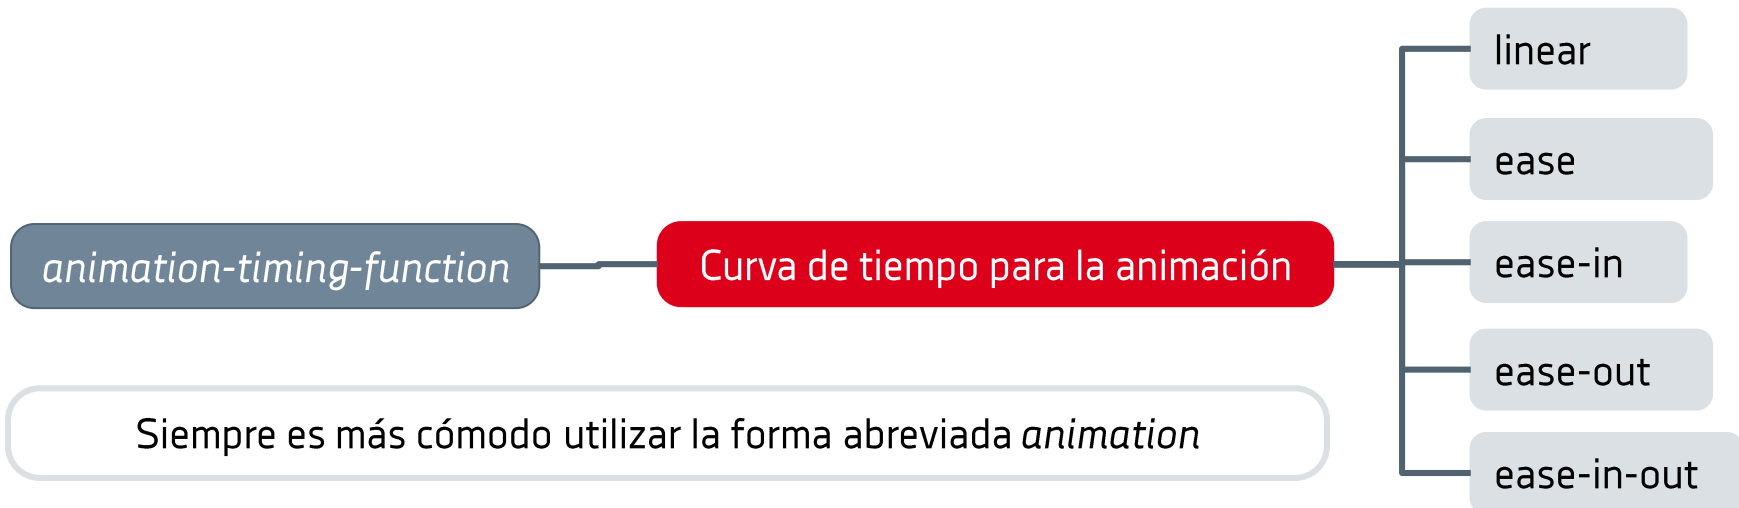 linear
ease
animation-timing-function
Curva de tiempo para la animación
ease-in
ease-out
Siempre es más cómodo utilizar la forma abreviada animation
ease-in-out